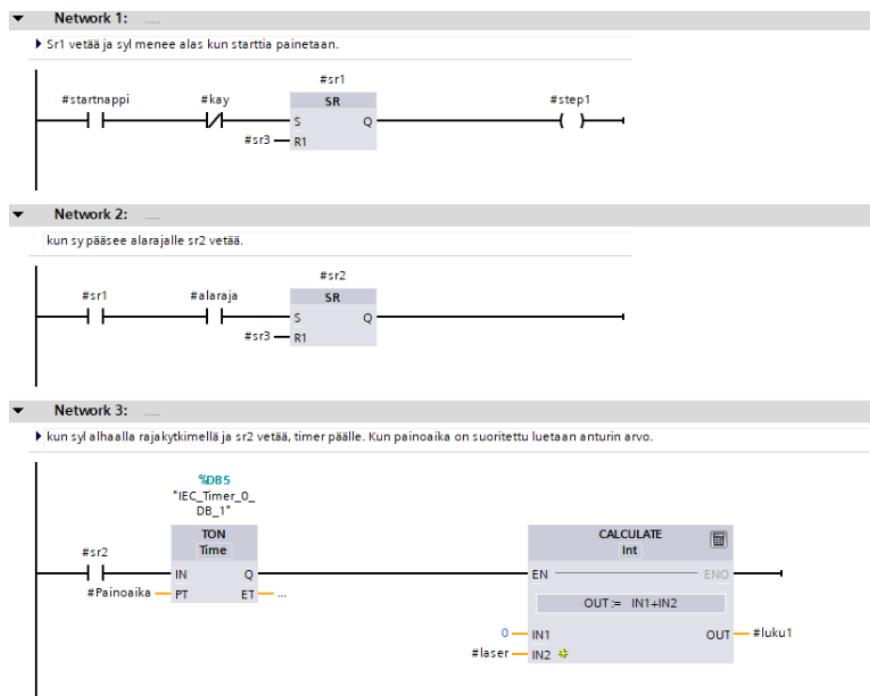 Network 1: .....
Sr1 vetää ja syl menee alas kun starttia painetaan.
#sr1
#startnappi #kay SR #step1
S Q
#sr3 R1
Network 2: .....
kun sy pääsee alarajalle sr2 vetää.
#sr2
#sr1 #alaraja SR
S Q
#sr3 R1
Network 3: .....
kun syl alhaalla rajakytkimellä ja sr2 vetää, timer päälle. Kun painoaika on suoritettu luetaan anturin arvo.
%DB5
"IEC_Timer_0_
DB_1"
TON CALCULATE
#sr2 Time Int
IN Q EN ENO
#Painoaika PT ET ...
OUT := IN1+IN2
0 IN1 OUT #luku1
#laser IN2